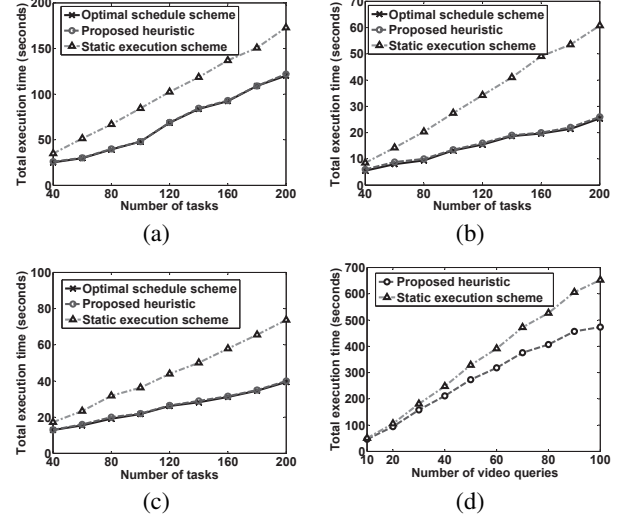 200
150
100
50
0
Total execution time (seconds)
Optimal schedule scheme
Proposed heuristic
Static execution scheme
40 80 120 160 200
Number of tasks
(a)
70
60
50
40
30
20
10
0
Total execution time (seconds)
Optimal schedule scheme
Proposed heuristic
Static execution scheme
40 80 120 160 200
Number of tasks
(b)
100
80
60
40
20
0
Total execution time (seconds)
Optimal schedule scheme
Proposed heuristic
Static execution scheme
40 80 120 160 200
Number of tasks
(c)
700
600
500
400
300
200
100
0
Total execution time (seconds)
Proposed heuristic
Static execution scheme
10 20 40 60 80 100
Number of video queries
(d)